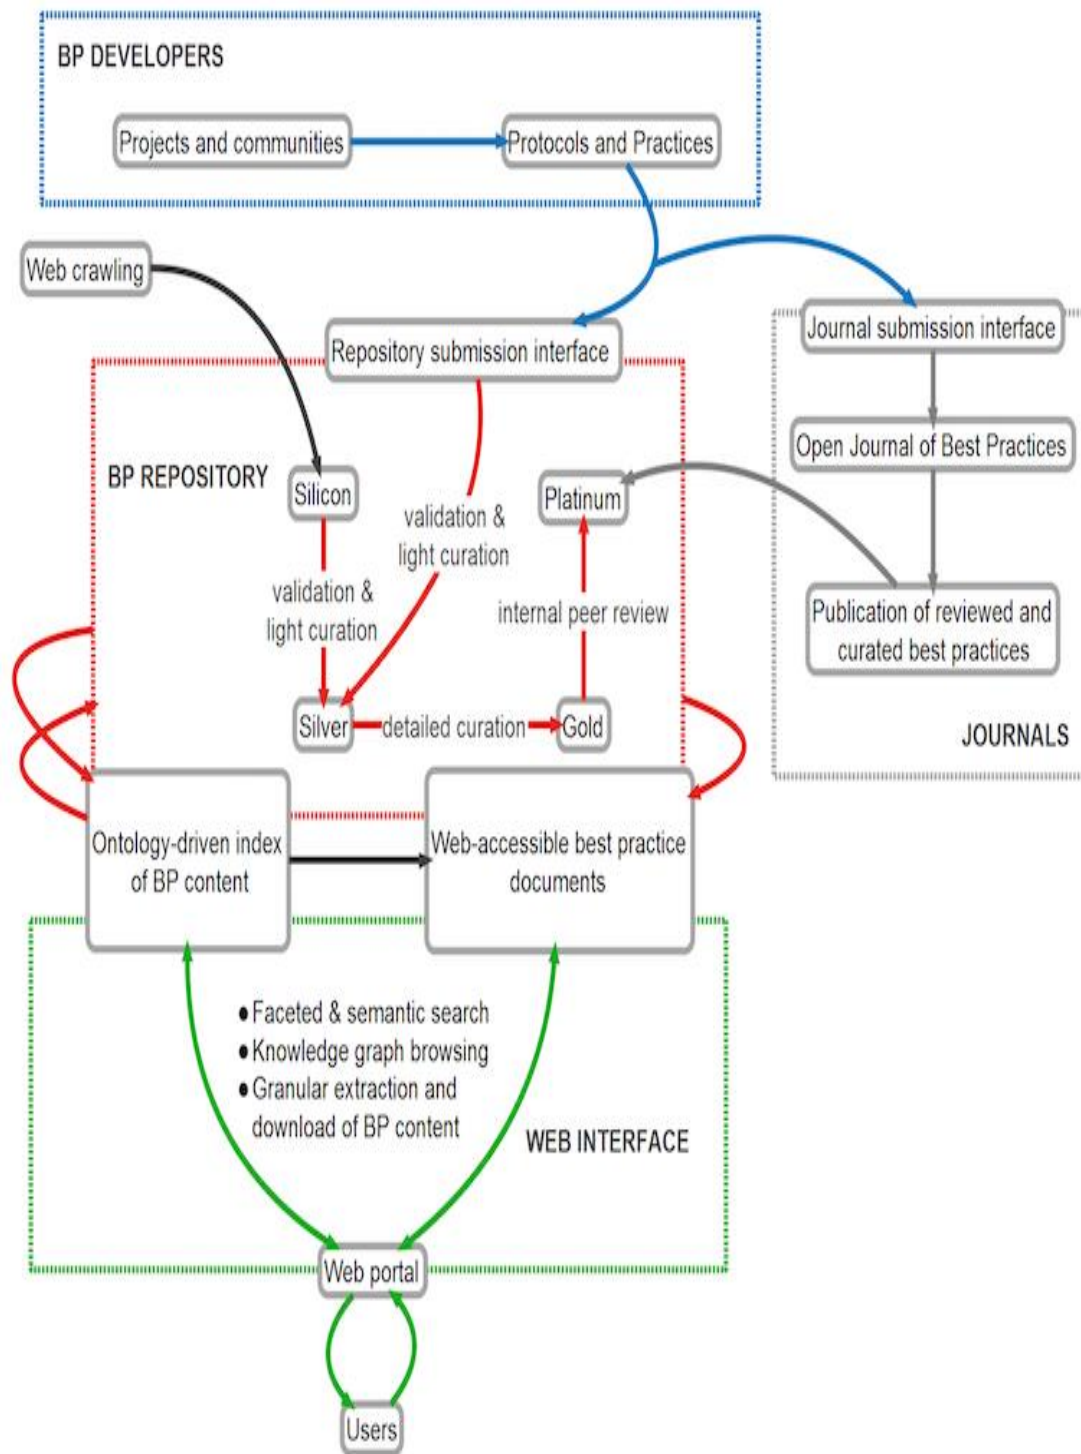 BP DEVELOPERS
Projects and communities
Protocols and Practices
Web crawling
Journal submission interface
Repository submission interface
Open Journal of Best Practices
BP REPOSITORY
Silicon
Platinum
validation &
light curation
validation &
light curation
internal peer review
Publication of reviewed and
curated best practices
Silver
detailed curation
Gold
JOURNALS
Ontology-driven index
of BP content
Web-accessible best practice
documents
● Faceted & semantic search
● Knowledge graph browsing
● Granular extraction and
download of BP content
WEB INTERFACE
Web portal
Users